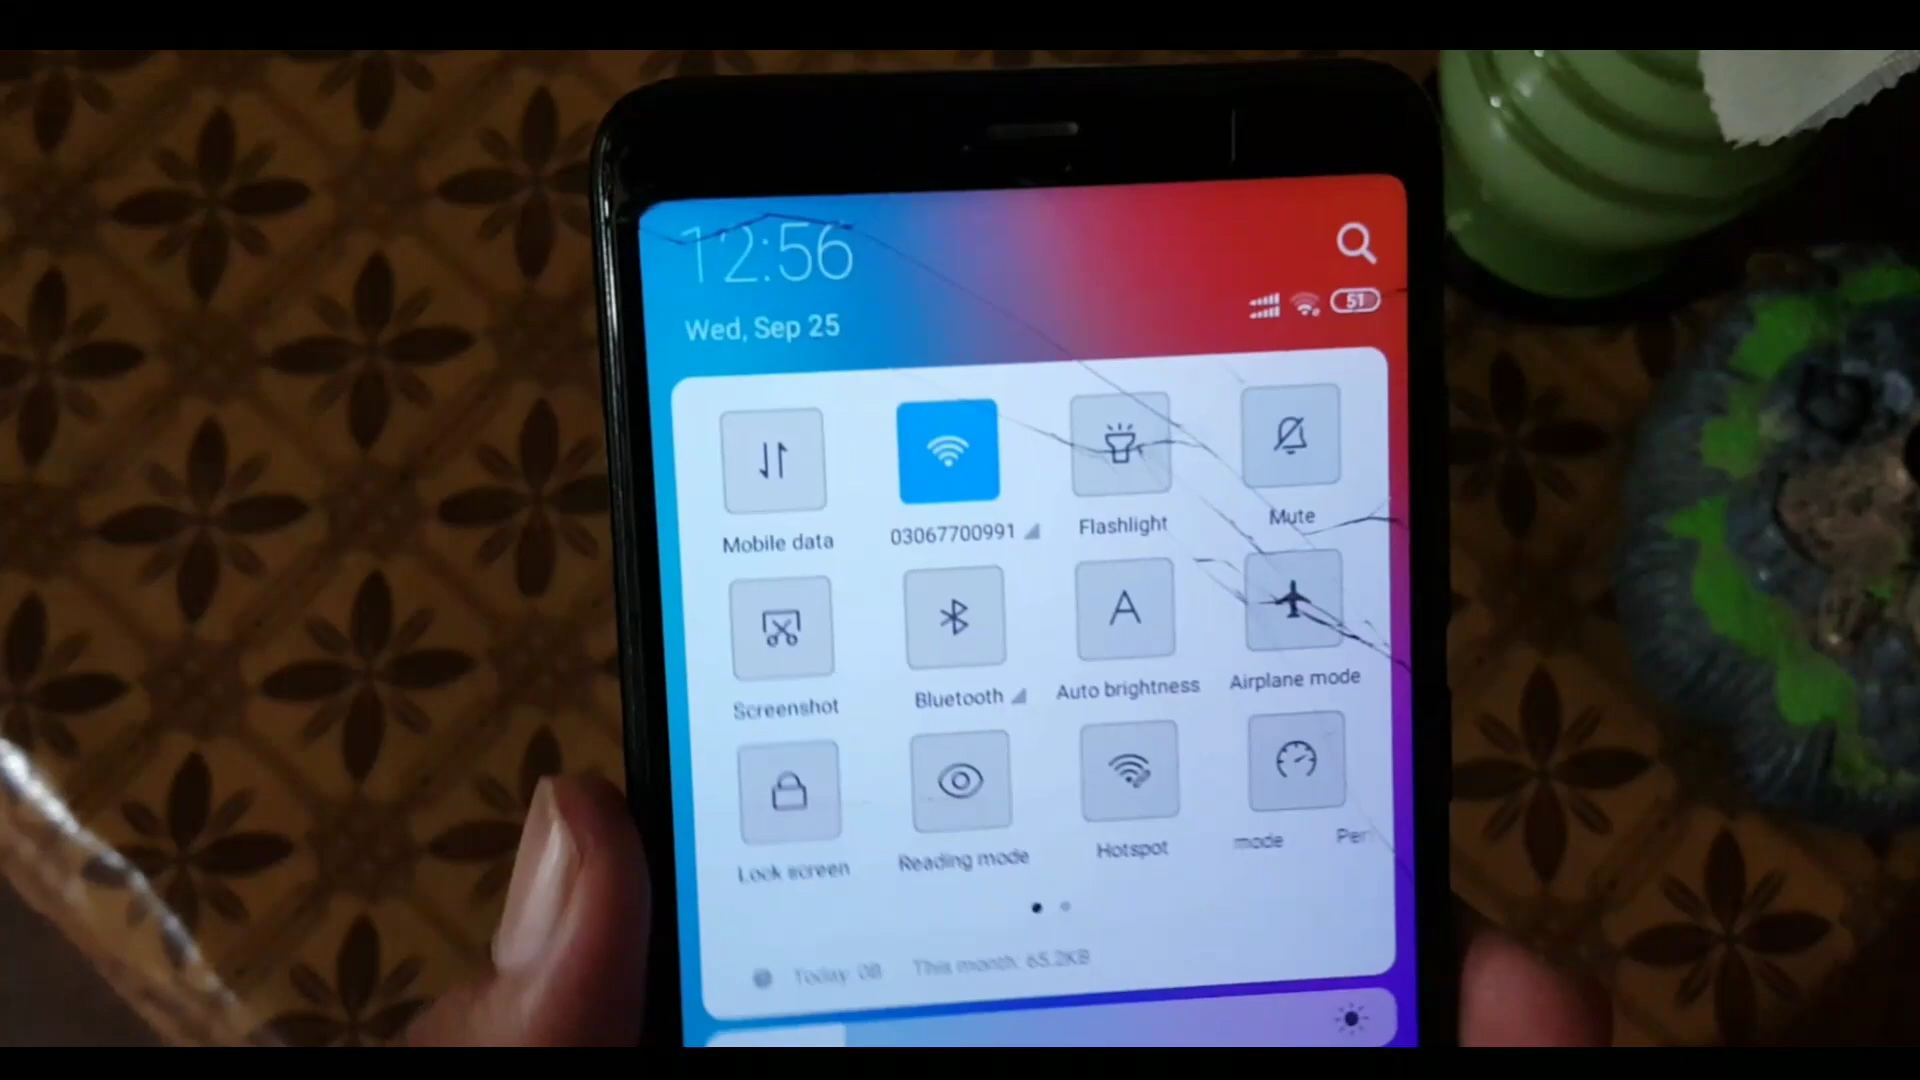 12:56
Wed, Sep 25
51
Mobile data
03067700991
Flashlight
Mute
Screenshot
Bluetooth
A
Auto brightness
Airplane mode
Lock screen
Reading mode
Hotspot
mode Per
Today: 0B This month: 65.2KB